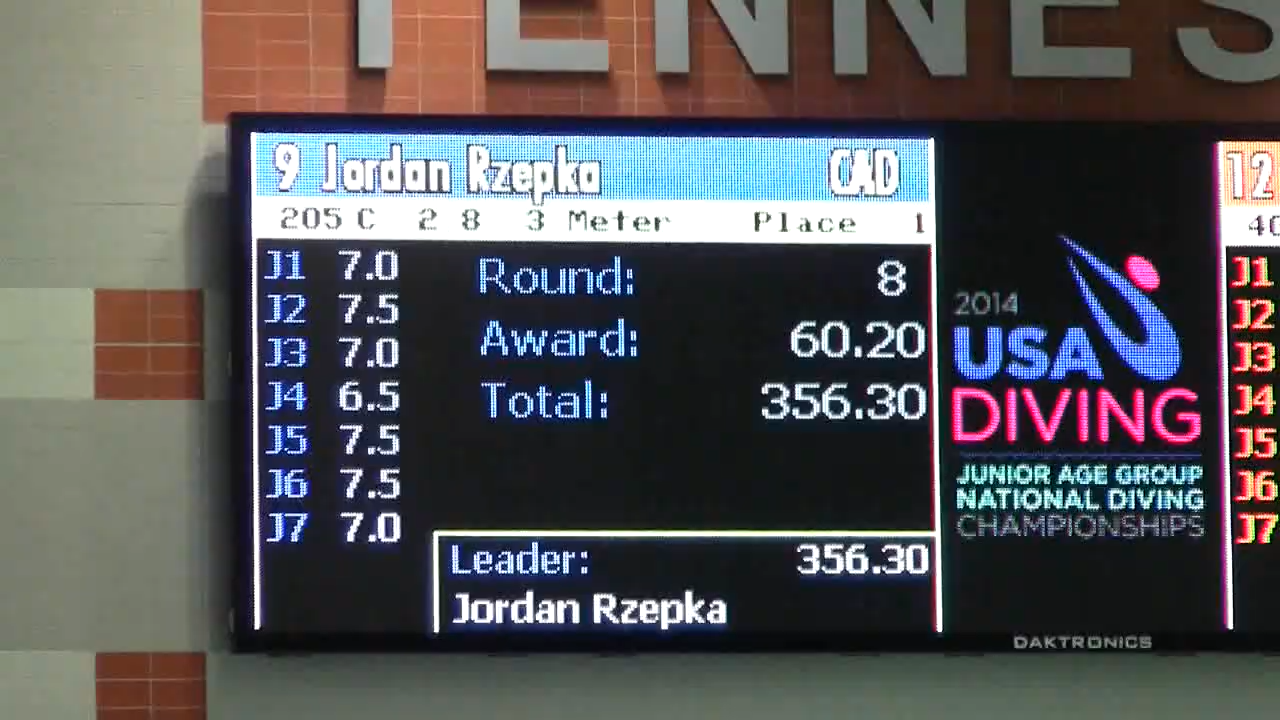 TENNES
9 Jordan Rzepka CAD
205 C 2 8 3 Meter Place 1
J1 7.0
J2 7.5
J3 7.0
J4 6.5
J5 7.5
J6 7.5
J7 7.0
Round: 8
Award: 60.20
Total: 356.30
Leader: 356.30
Jordan Rzepka
2014
USA
DIVING
JUNIOR AGE GROUP
NATIONAL DIVING
CHAMPIONSHIPS
DAKTRONICS
12
40
J1
J2
J3
J4
J5
J6
J7